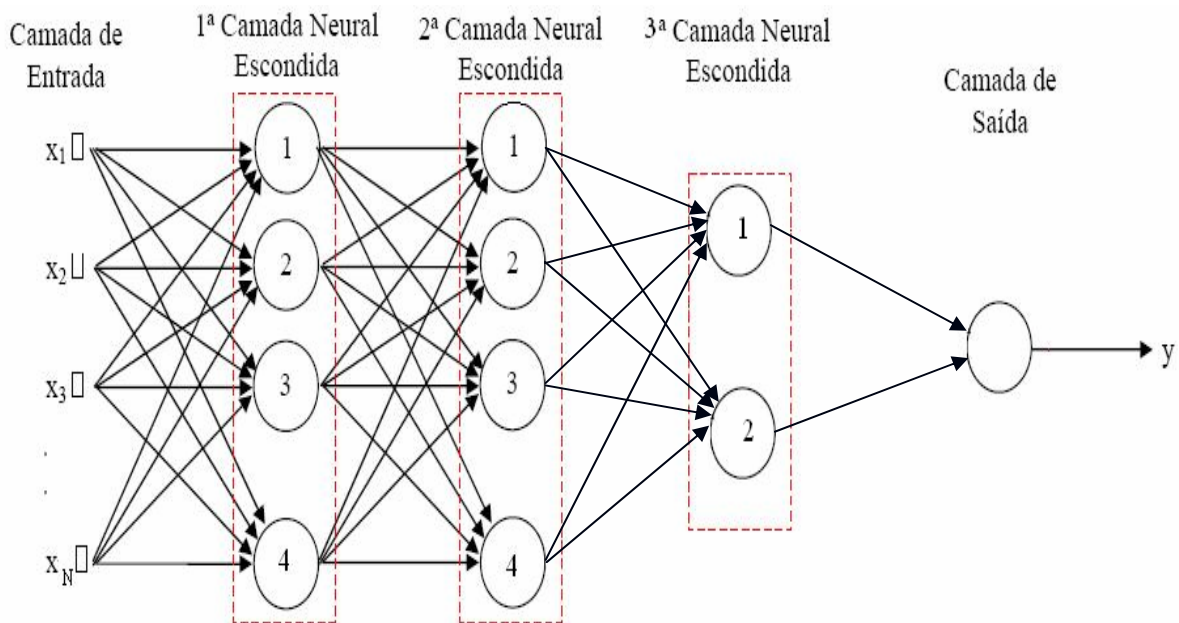 Camada de
Entrada
1ª Camada Neural
Escondida
2ª Camada Neural
Escondida
3ª Camada Neural
Escondida
Camada de
Saída
x1
x2
x3
.
.
xN
1
2
3
4
1
2
3
4
1
2
y